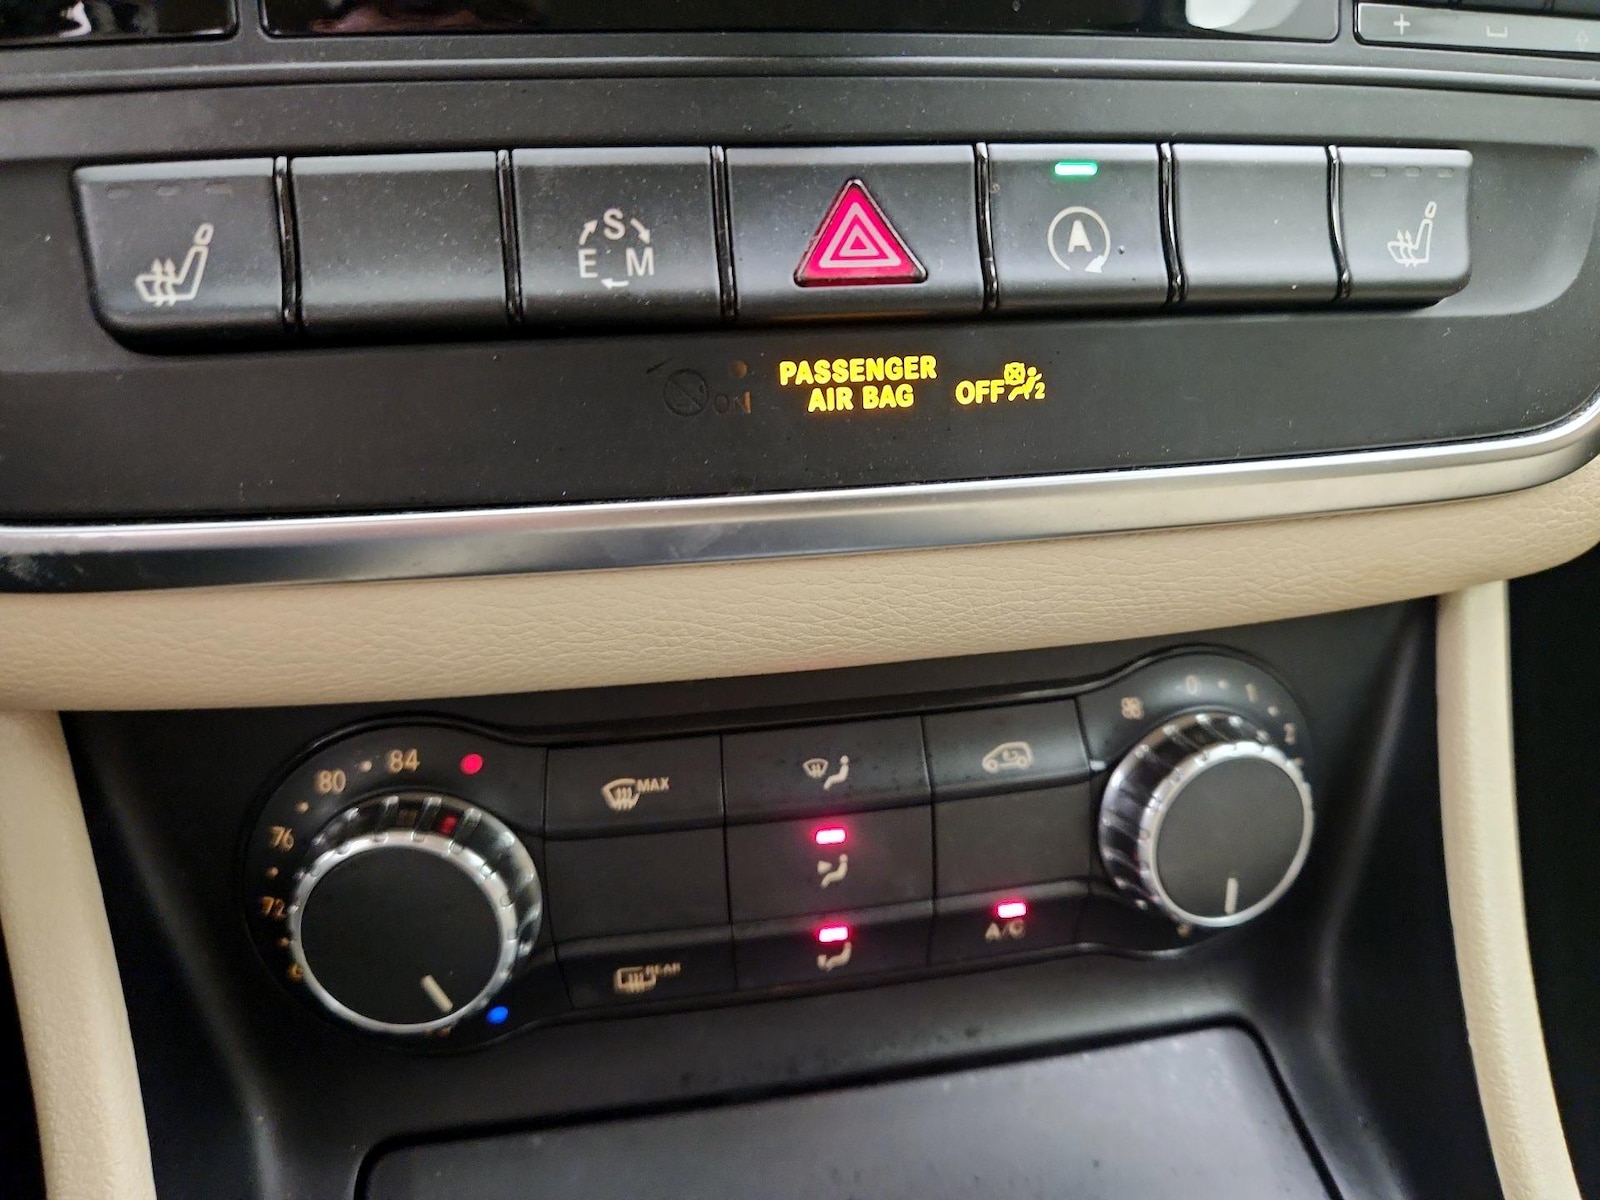 S
E M
A
ON
PASSENGER
AIR BAG
OFF
2
84
80
76
72
MAX
REAR
A/C
0
1
2